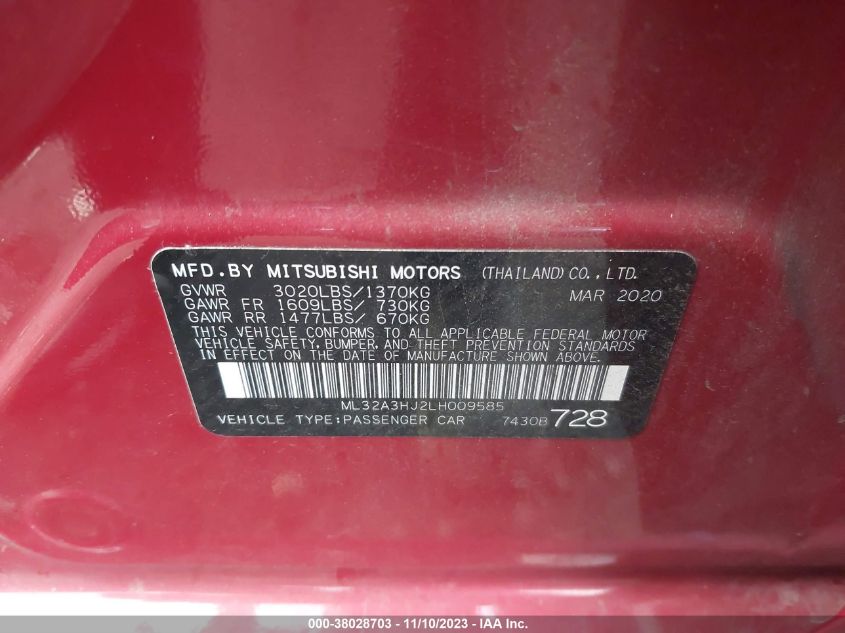 MFD.BY MITSUBISHI MOTORS (THAILAND)CO.,LTD.
GVWR 3020LBS/1370KG MAR 2020
GAWR FR 1609LBS/ 730KG
GAWR RR 1477LBS/ 670KG
THIS VEHICLE CONFORMS TO ALL APPLICABLE FEDERAL MOTOR
VEHICLE SAFETY, BUMPER, AND THEFT PREVENTION STANDARDS
IN EFFECT ON THE DATE OF MANUFACTURE SHOWN ABOVE.
ML32A3HJ2LH009585
VEHICLE TYPE:PASSENGER CAR 7430B 728
000-38028703 - 11/10/2023 - IAA Inc.